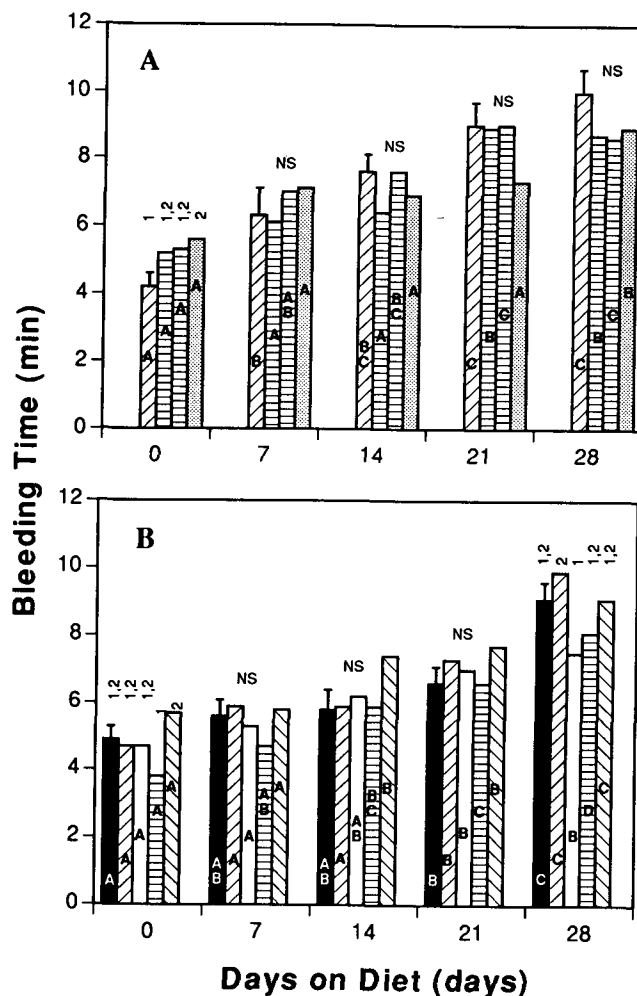 Bleeding Time (min)
12
10
8
6
4
2
0
A
1 1,2 1,2 2
NS
NS
NS
NS
A A A A
B A A B A
B C A B C A
C B C A
C B C B
0 7 14 21 28
12
10
8
6
4
2
0
B
1,2 1,2 1,2 1 2
NS
NS
NS
1,2 2 1 1,2 1,2
A A A A A
A B A A A B A
A B A A B B C B
B B B C B
C C B D C
0 7 14 21 28
Days on Diet (days)